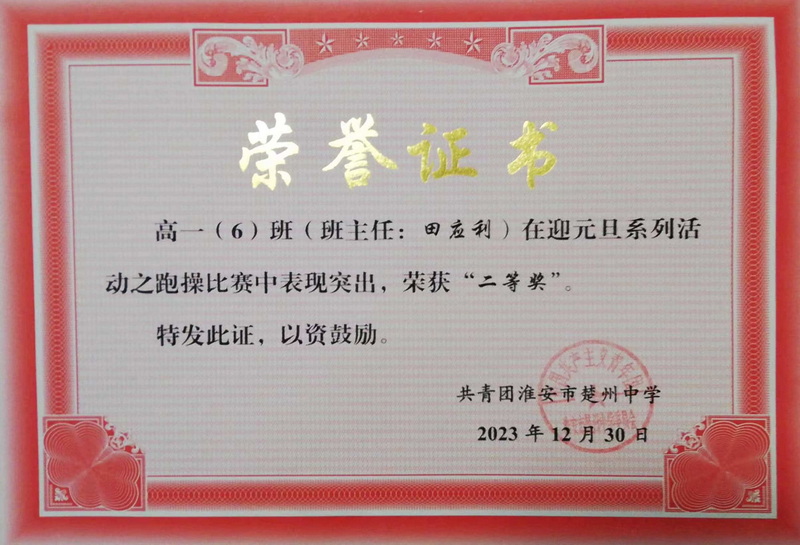 荣誉证书
高一（6）班（班主任：田应利）在迎元旦系列活
动之跑操比赛中表现突出，荣获“二等奖”。
特发此证，以资鼓励。
共青团淮安市楚州中学
2023 年 12 月 30 日